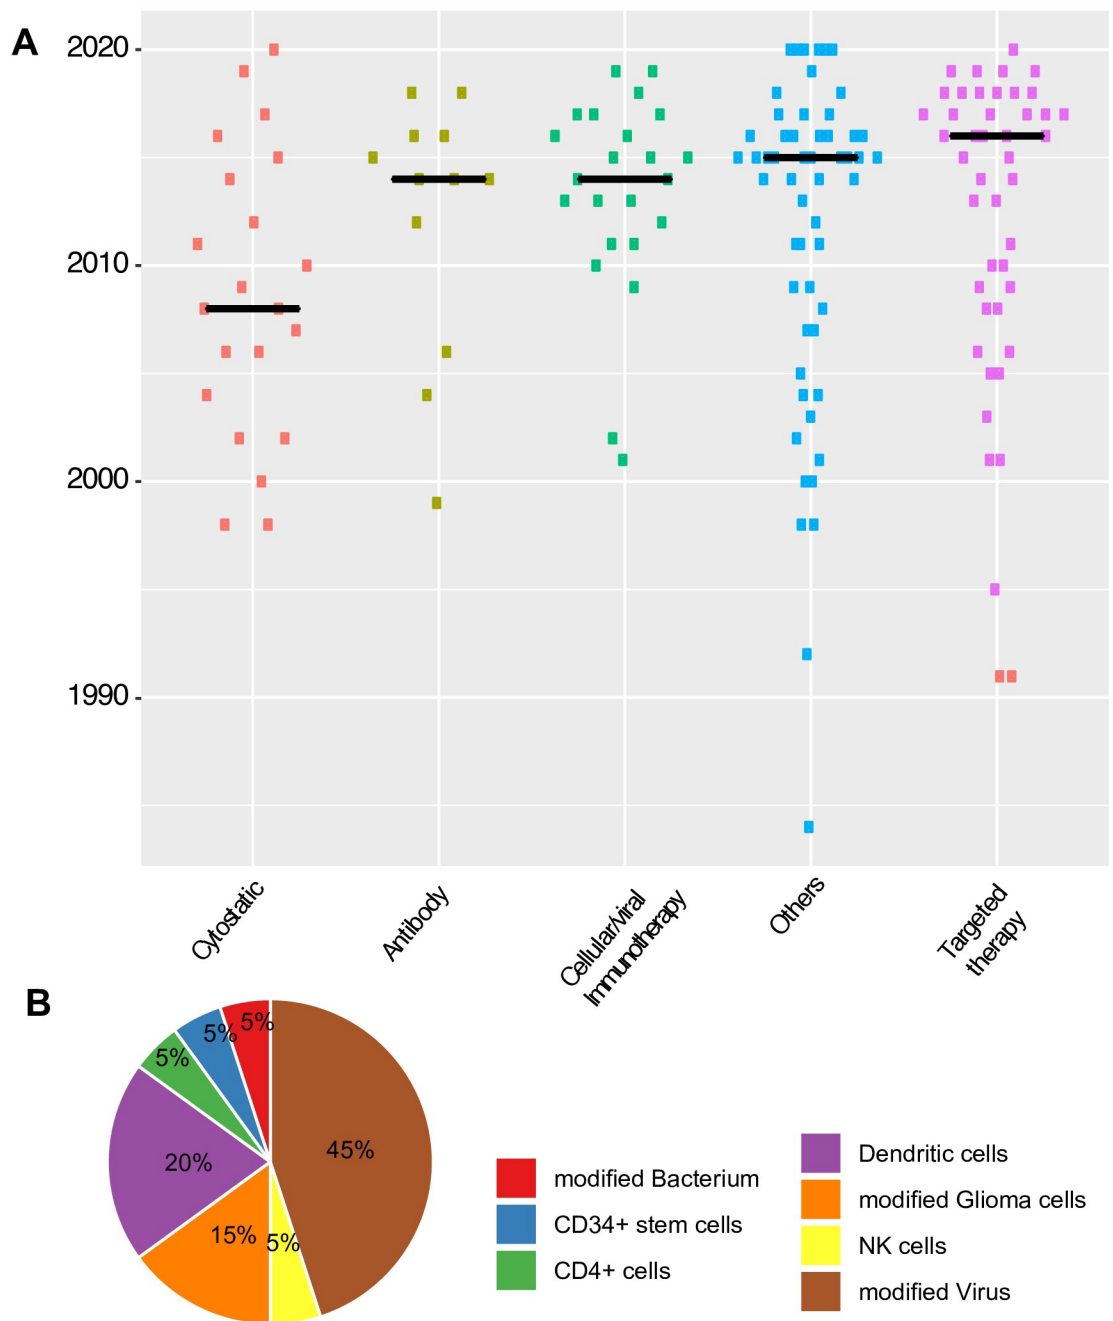 A
2020
2010
2000
1990
Cytostatic
Antibody
Cellular/viral
Immunotherapy
Others
Targeted
therapy
B
5%
5%
5%
20%
45%
15%
5%
modified Bacterium
CD34+ stem cells
CD4+ cells
Dendritic cells
modified Glioma cells
NK cells
modified Virus